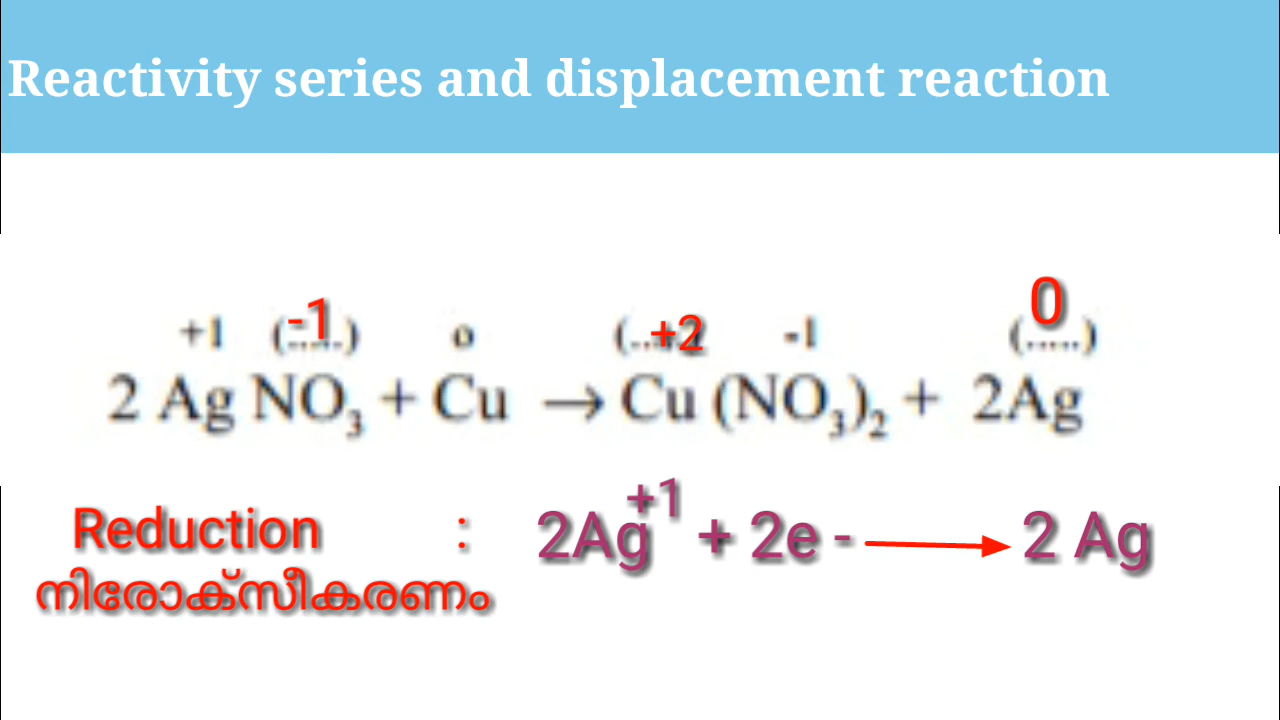 Reactivity series and displacement reaction
+1 (-1) o (..+2 -1 0 (.....)
2 Ag NO₃ + Cu → Cu (NO₃)₂ + 2Ag
Reduction : 2Ag⁺¹ + 2e - → 2 Ag
നിരോക്സീകരണം